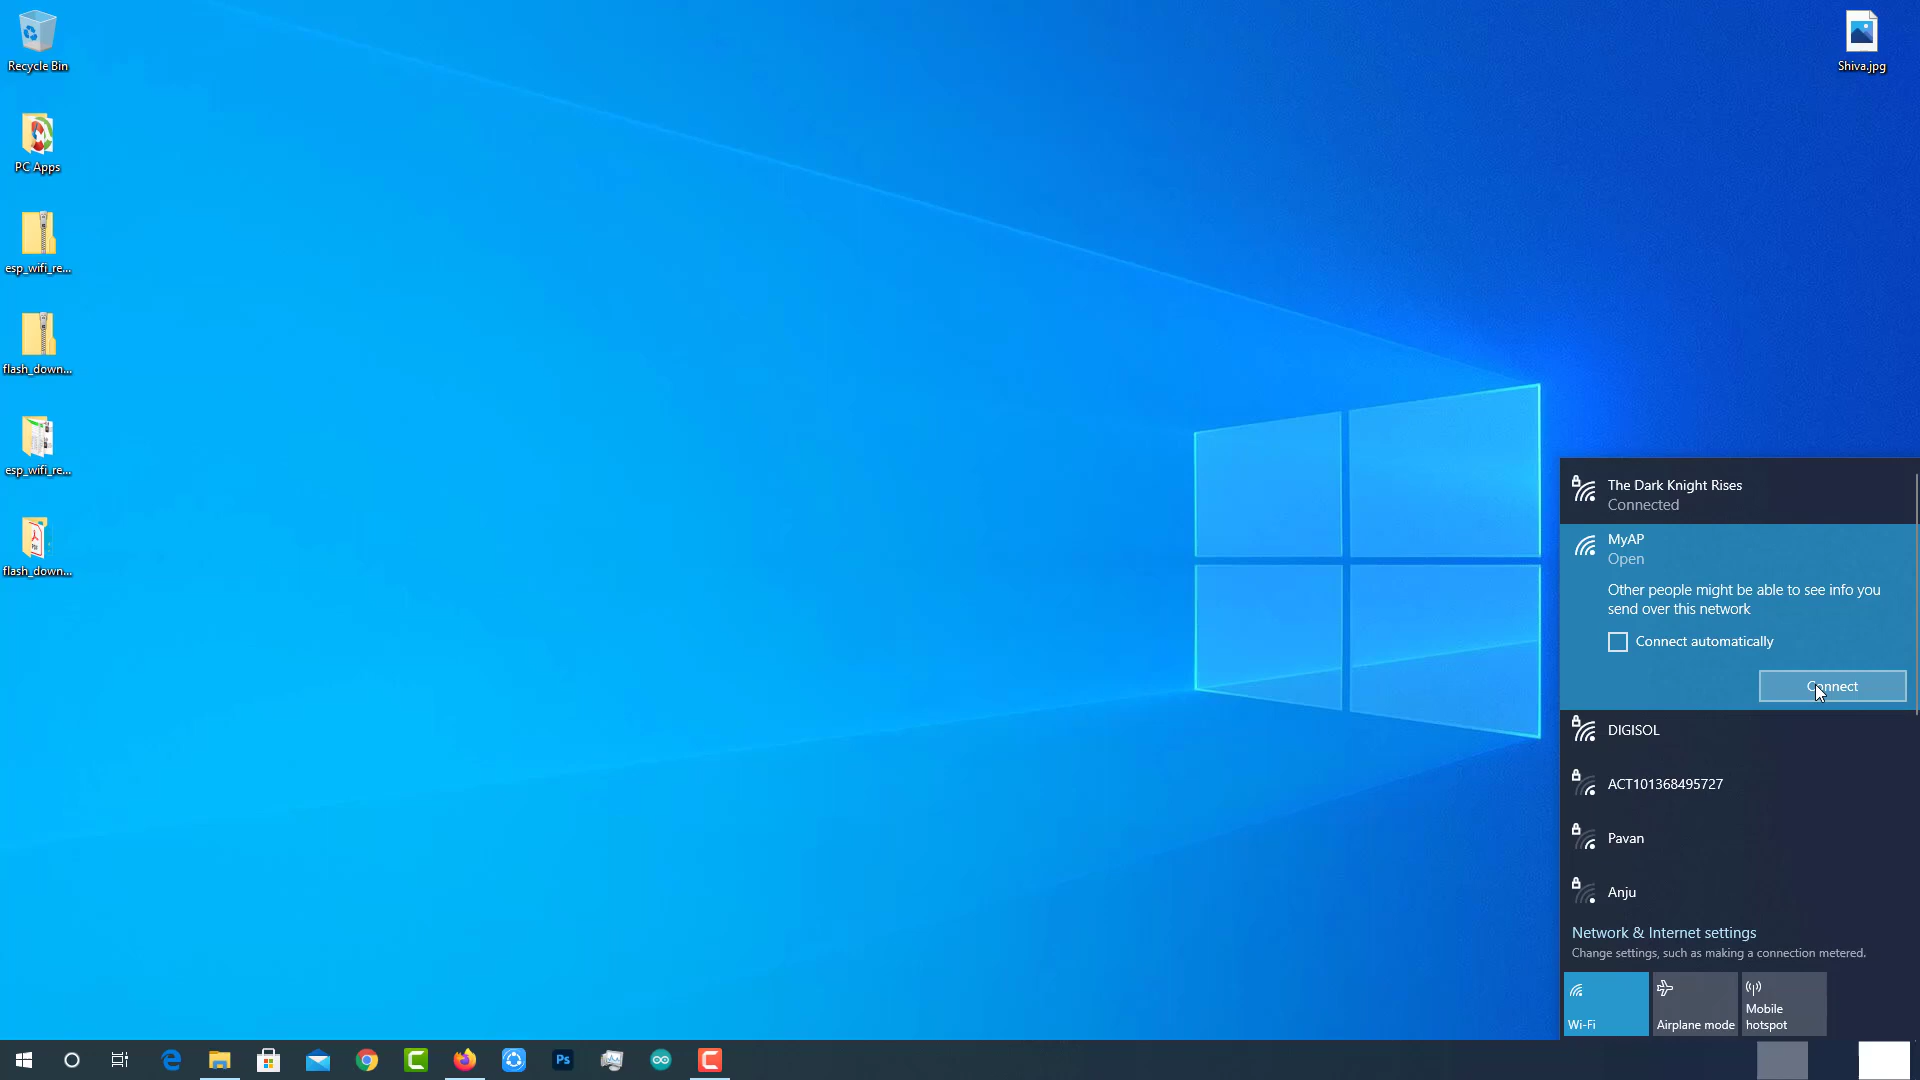 Recycle Bin
Shiva.jpg
PC Apps
esp_wifi_re...
flash_down...
esp_wifi_re...
flash_down...
The Dark Knight Rises
Connected
MyAP
Open
Other people might be able to see info you
send over this network
Connect automatically
Connect
DIGISOL
ACT101368495727
Pavan
Anju
Network & Internet settings
Change settings, such as making a connection metered.
Wi-Fi
Airplane mode
Mobile
hotspot
Ps